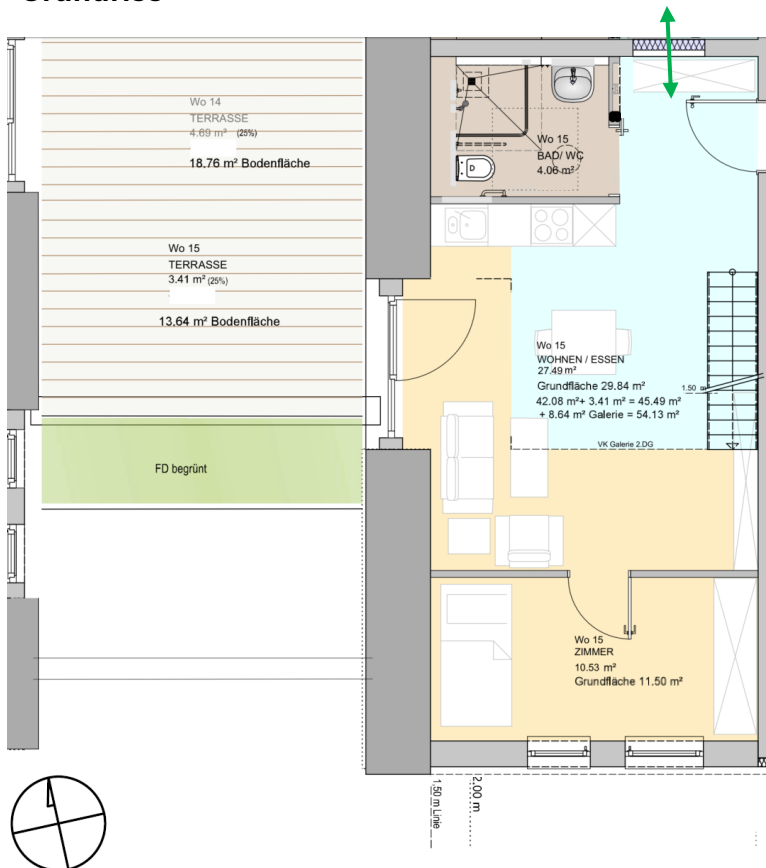 Wo 14
TERRASSE
4.69 m² (25%)
18,76 m² Bodenfläche
Wo 15
TERRASSE
3.41 m² (25%)
13,64 m² Bodenfläche
FD begrünt
Wo 15
BAD/ WC
4.06 m²
D
Wo 15
WOHNEN / ESSEN
27.49 m²
Grundfläche 29.84 m²
42.08 m²+ 3.41 m² = 45.49 m²
+ 8.64 m² Galerie = 54.13 m²
1.50 m
VK Galerie 2.DG
Wo 15
ZIMMER
10.53 m²
Grundfläche 11.50 m²
1.50 m Linie
2.00 m